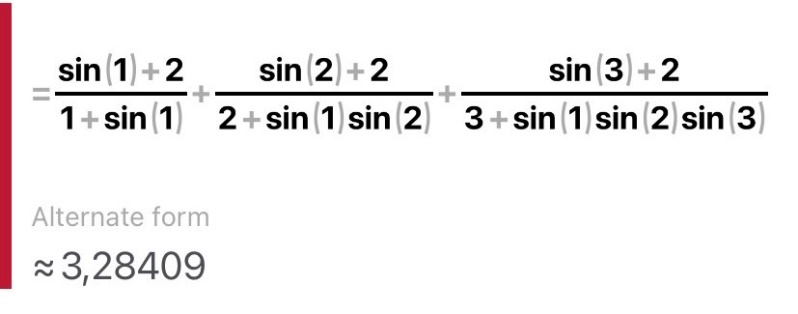 = (sin(1)+2)/(1+sin(1)) + (sin(2)+2)/(2+sin(1)sin(2)) + (sin(3)+2)/(3+sin(1)sin(2)sin(3))
Alternate form
≈3,28409